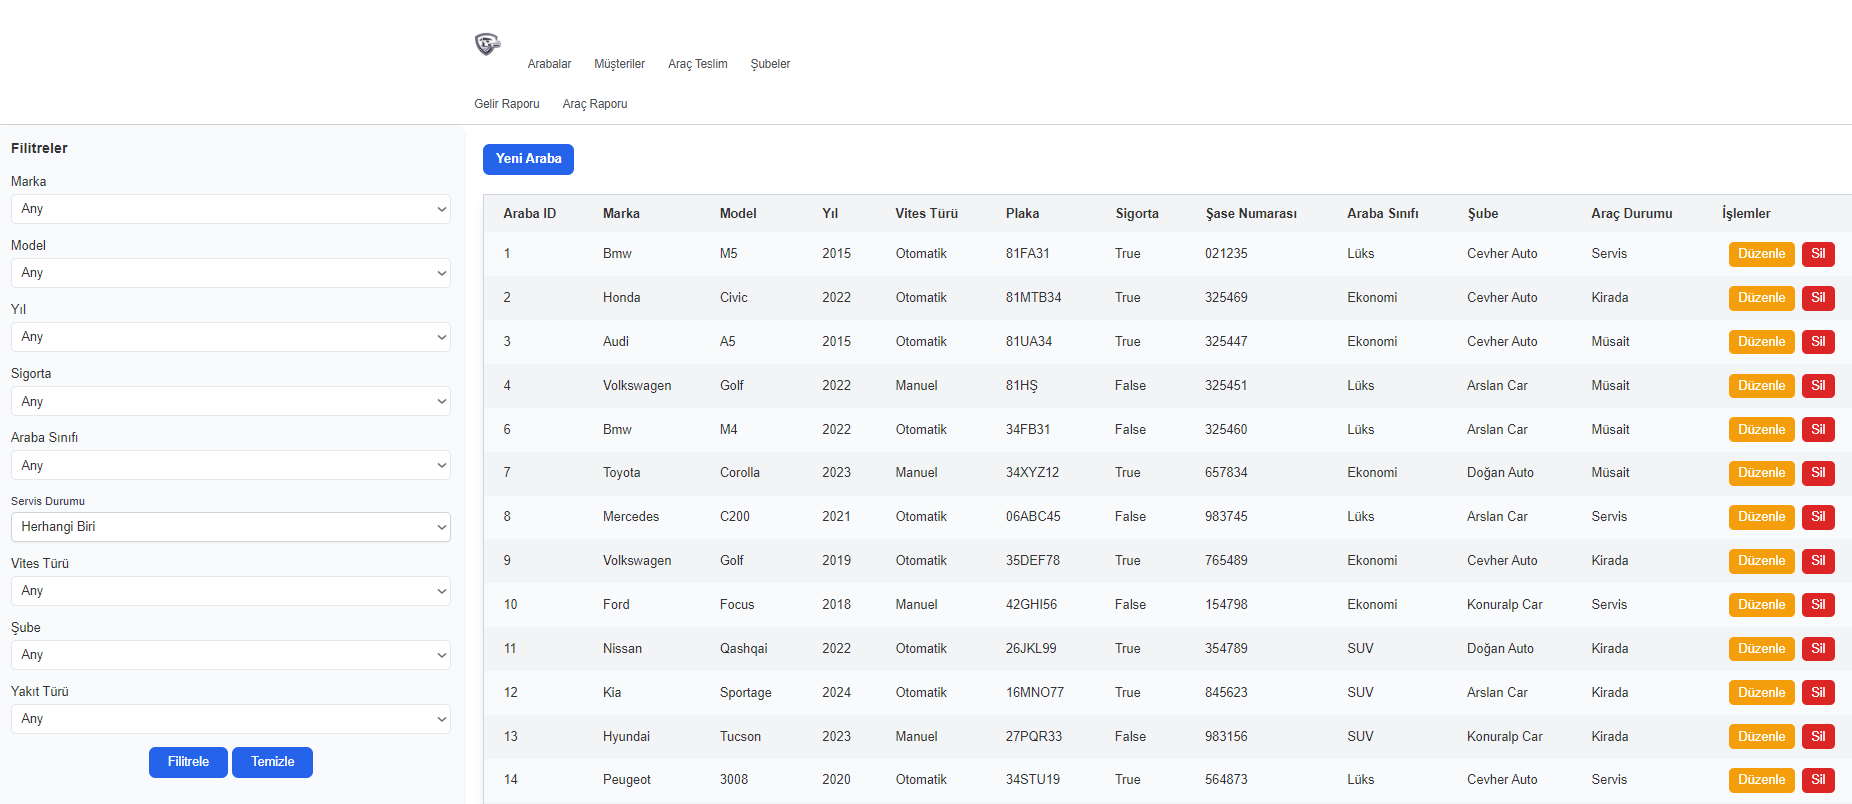 Arabalar Müşteriler Araç Teslim Şubeler
Gelir Raporu Araç Raporu
Filitreler
Marka
Any
Model
Any
Yıl
Any
Sigorta
Any
Araba Sınıfı
Any
Servis Durumu
Herhangi Biri
Vites Türü
Any
Şube
Any
Yakıt Türü
Any
Filitrele Temizle
Yeni Araba
Araba ID Marka Model Yıl Vites Türü Plaka Sigorta Şase Numarası Araba Sınıfı Şube Araç Durumu İşlemler
1 Bmw M5 2015 Otomatik 81FA31 True 021235 Lüks Cevher Auto Servis Düzenle Sil
2 Honda Civic 2022 Otomatik 81MTB34 True 325469 Ekonomi Cevher Auto Kirada Düzenle Sil
3 Audi A5 2015 Otomatik 81UA34 True 325447 Ekonomi Cevher Auto Müsait Düzenle Sil
4 Volkswagen Golf 2022 Manuel 81HŞ False 325451 Lüks Arslan Car Müsait Düzenle Sil
6 Bmw M4 2022 Otomatik 34FB31 False 325460 Lüks Arslan Car Müsait Düzenle Sil
7 Toyota Corolla 2023 Manuel 34XYZ12 True 657834 Ekonomi Doğan Auto Müsait Düzenle Sil
8 Mercedes C200 2021 Otomatik 06ABC45 False 983745 Lüks Arslan Car Servis Düzenle Sil
9 Volkswagen Golf 2019 Otomatik 35DEF78 True 765489 Ekonomi Cevher Auto Kirada Düzenle Sil
10 Ford Focus 2018 Manuel 42GHI56 False 154798 Ekonomi Konuralp Car Servis Düzenle Sil
11 Nissan Qashqai 2022 Otomatik 26JKL99 True 354789 SUV Doğan Auto Kirada Düzenle Sil
12 Kia Sportage 2024 Otomatik 16MNO77 True 845623 SUV Arslan Car Kirada Düzenle Sil
13 Hyundai Tucson 2023 Manuel 27PQR33 False 983156 SUV Konuralp Car Kirada Düzenle Sil
14 Peugeot 3008 2020 Otomatik 34STU19 True 564873 Lüks Cevher Auto Servis Düzenle Sil